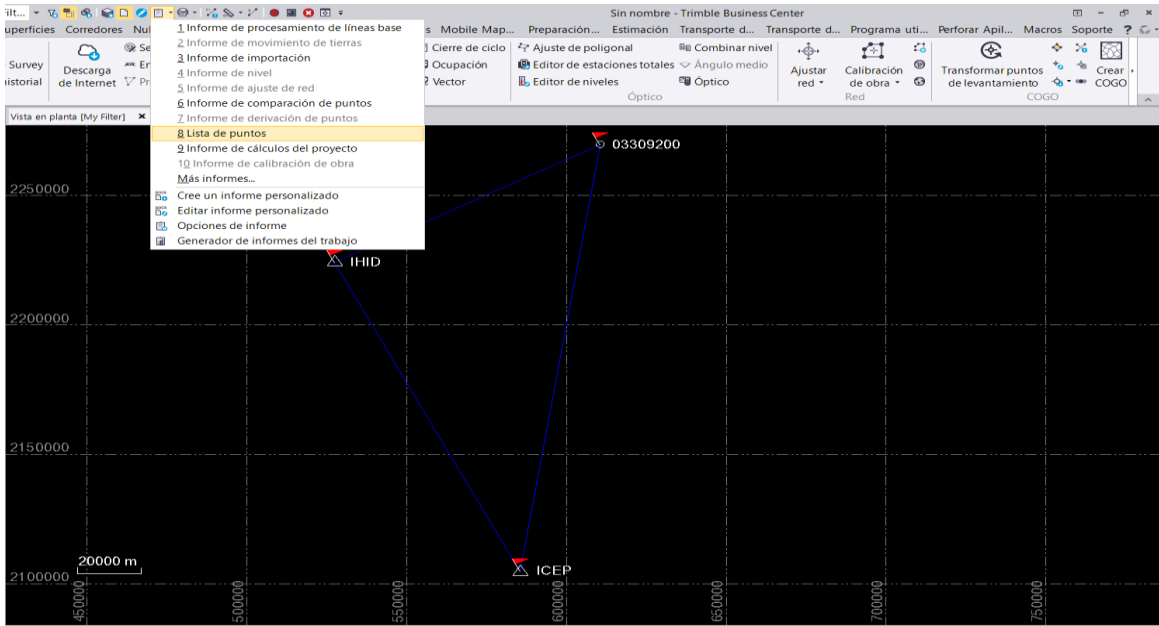 ilt...
Sin nombre - Trimble Business Center
uperficies Corredores Nul
s Mobile Map... Preparación... Estimación Transporte d... Transporte d... Programa uti... Perforar Apil... Macros Soporte ?
Survey
istorial
Descarga
de Internet
Se
En
Pr
Cierre de ciclo
Ocupación
Vector
Ajuste de poligonal
Editor de estaciones totales
Editor de niveles
Combinar nivel
Ángulo medio
Óptico
Óptico
Ajustar
red
Calibración
de obra
Red
Transformar puntos
de levantamiento
Crear
COGO
COGO
Vista en planta [My Filter]
1 Informe de procesamiento de líneas base
2 Informe de movimiento de tierras
3 Informe de importación
4 Informe de nivel
5 Informe de ajuste de red
6 Informe de comparación de puntos
7 Informe de derivación de puntos
8 Lista de puntos
9 Informe de cálculos del proyecto
10 Informe de calibración de obra
Más informes...
Cree un informe personalizado
Editar informe personalizado
Opciones de informe
Generador de informes del trabajo
03309200
2250000
IHID
2200000
2150000
20000 m
ICEP
2100000
450000
500000
550000
600000
650000
700000
750000